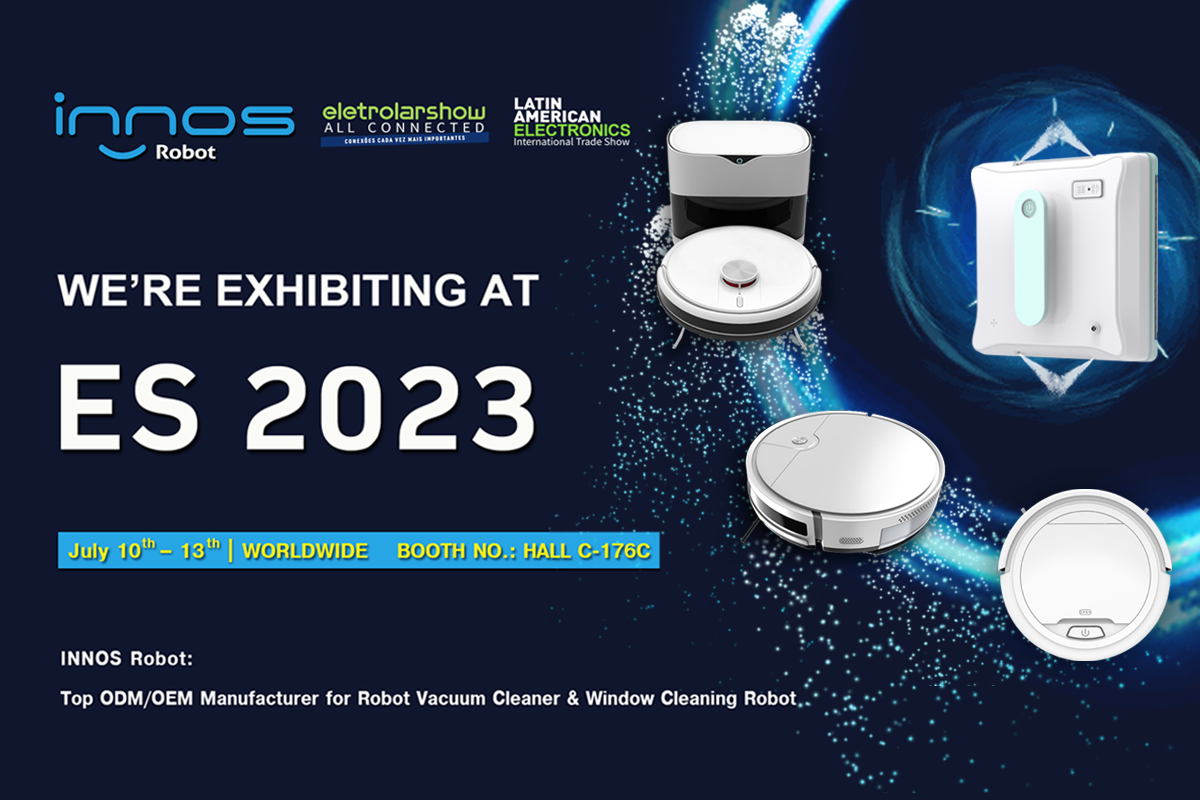 innos
Robot
eletrolarshow
ALL CONNECTED
CONEXÕES CADA VEZ MAIS IMPORTANTES
LATIN
AMERICAN
ELECTRONICS
International Trade Show
WE'RE EXHIBITING AT
ES 2023
July 10th – 13th | WORLDWIDE BOOTH NO.: HALL C-176C
INNOS Robot:
Top ODM/OEM Manufacturer for Robot Vacuum Cleaner & Window Cleaning Robot